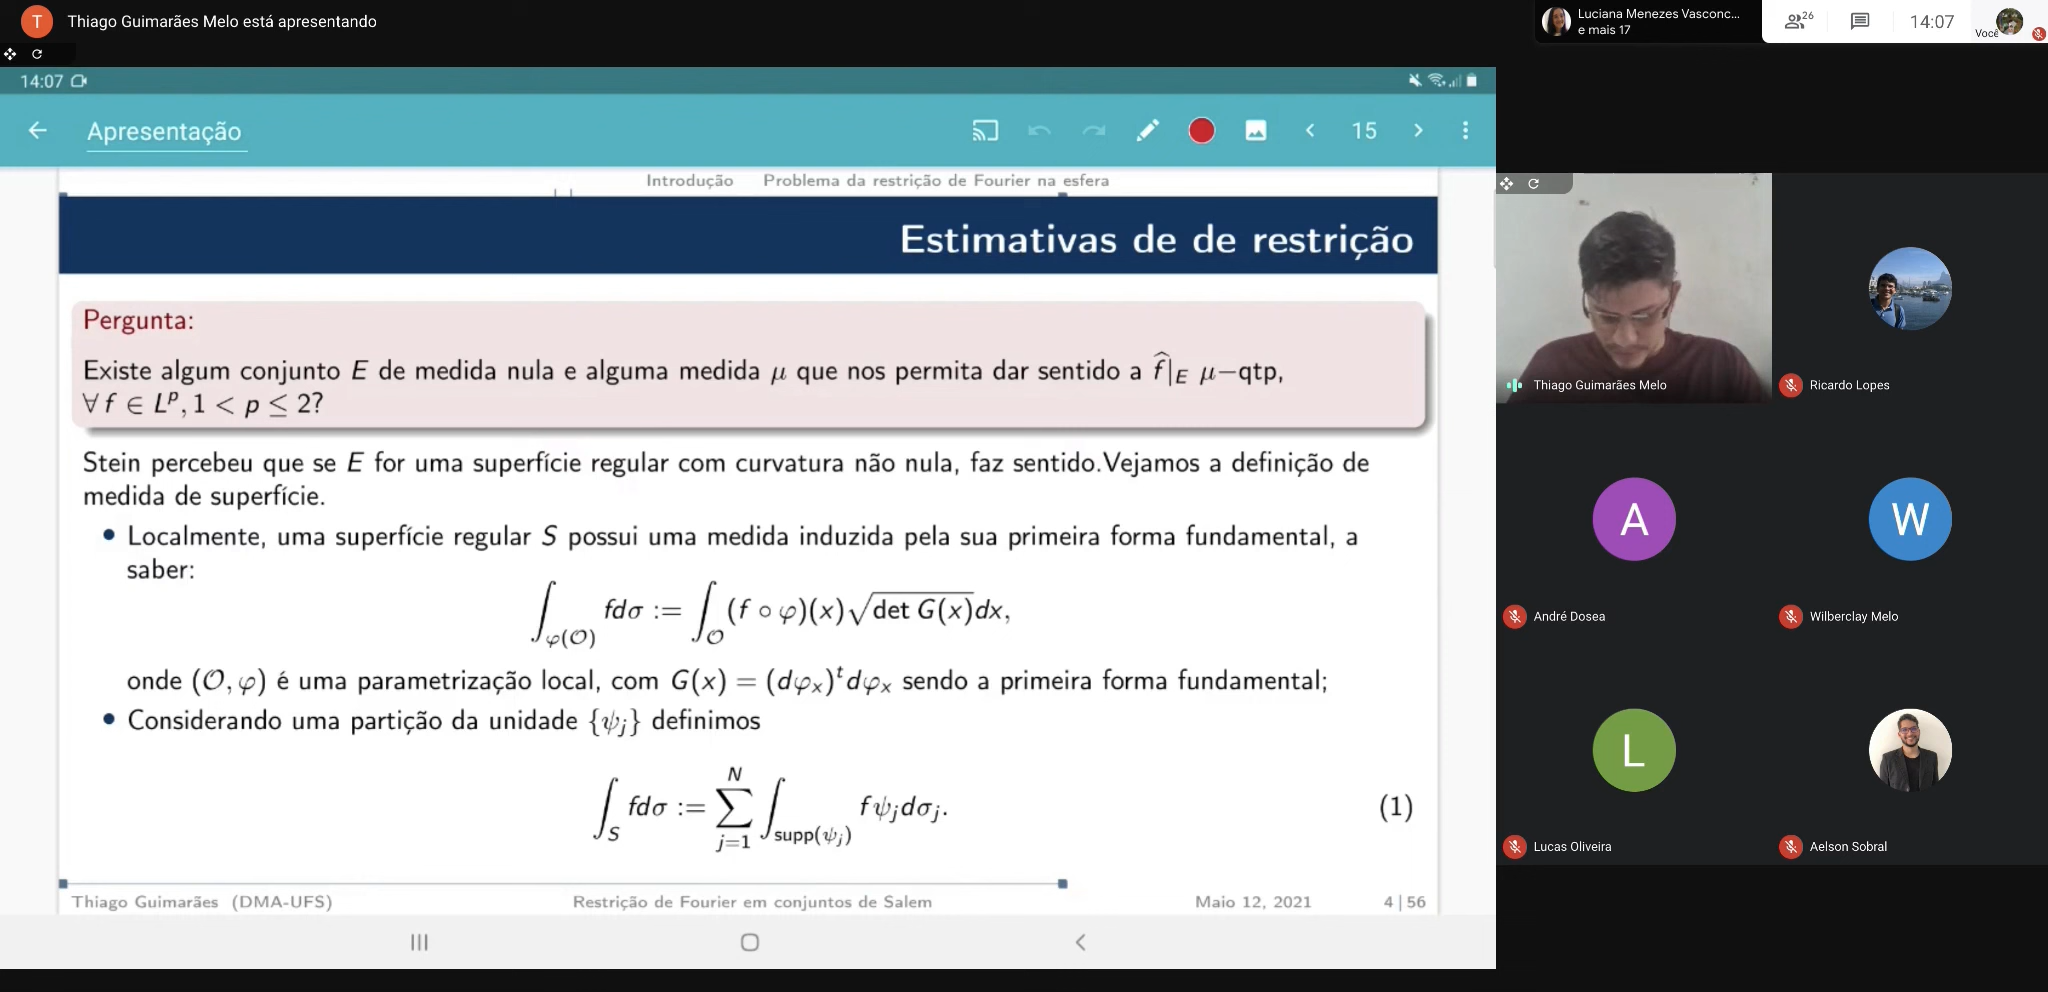 T Thiago Guimarães Melo está apresentando
Luciana Menezes Vasconc...
e mais 17
26
14:07
Você
14:07
Apresentação
15
Introdução Problema da restrição de Fourier na esfera
Estimativas de de restrição
Pergunta:
Existe algum conjunto E de medida nula e alguma medida μ que nos permita dar sentido a f̂|_E μ−qtp,
∀ f ∈ L^p, 1 < p ≤ 2?
Stein percebeu que se E for uma superfície regular com curvatura não nula, faz sentido.Vejamos a definição de
medida de superfície.
• Localmente, uma superfície regular S possui uma medida induzida pela sua primeira forma fundamental, a
saber:
∫_{φ(𝒪)} fdσ := ∫_𝒪 (f ∘ φ)(x)√(det G(x))dx,
onde (𝒪, φ) é uma parametrização local, com G(x) = (dφ_x)^t dφ_x sendo a primeira forma fundamental;
• Considerando uma partição da unidade {ψ_j} definimos
∫_S fdσ := ∑_{j=1}^N ∫_{supp(ψ_j)} fψ_j dσ_j. (1)
Thiago Guimarães (DMA-UFS) Restrição de Fourier em conjuntos de Salem Maio 12, 2021 4 | 56
Thiago Guimarães Melo
Ricardo Lopes
A
André Dosea
W
Wilberclay Melo
L
Lucas Oliveira
Aelson Sobral